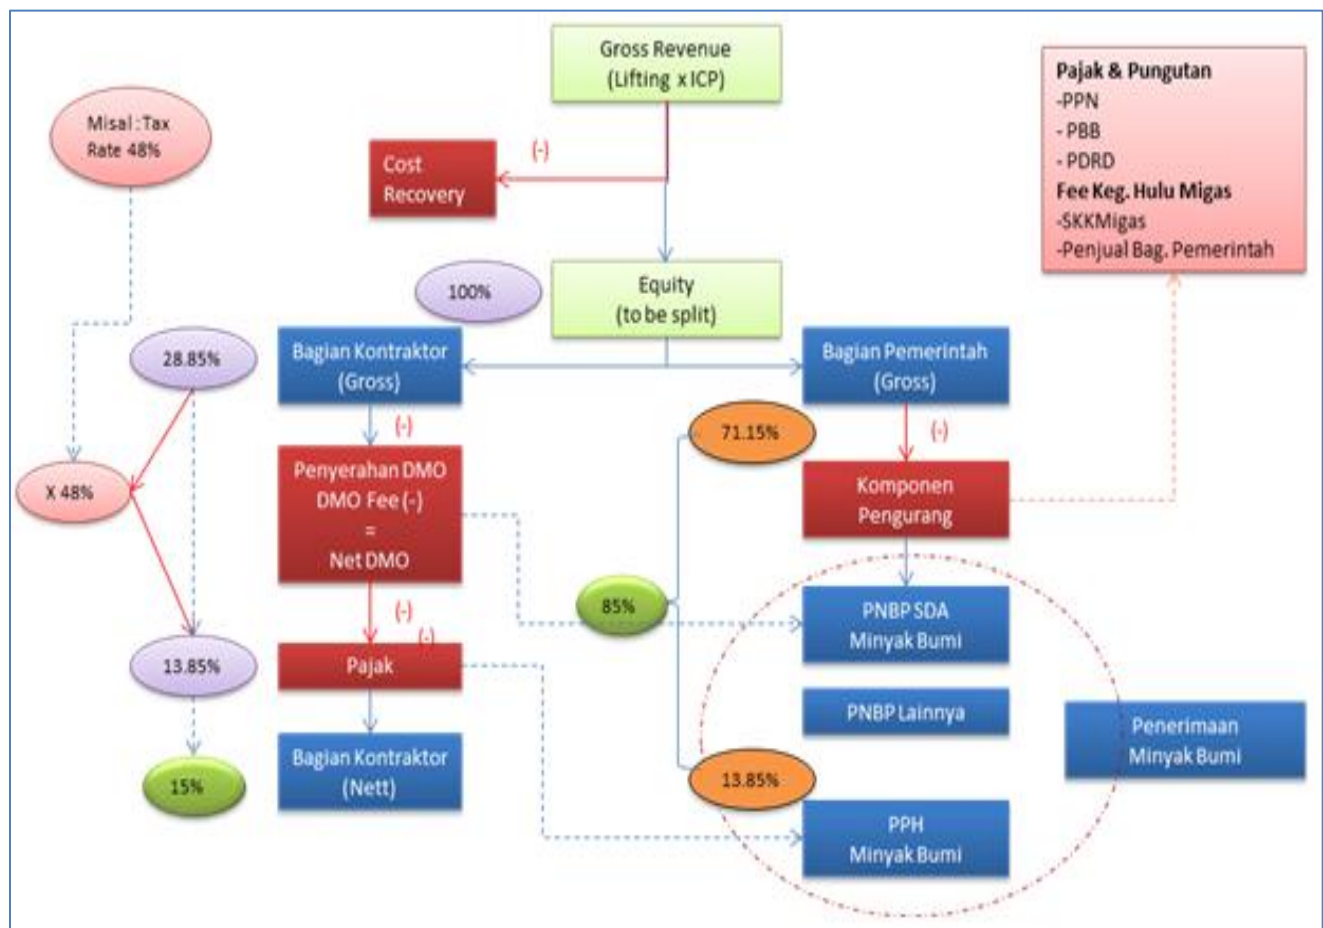 Gross Revenue
(Lifting x ICP)
Pajak & Pungutan
-PPN
- PBB
- PDRD
Fee Keg. Hulu Migas
-SKKMigas
-Penjual Bag. Pemerintah
Misal : Tax
Rate 48%
(-)
Cost
Recovery
100%
Equity
(to be split)
28.85%
Bagian Kontraktor
(Gross)
Bagian Pemerintah
(Gross)
(-)
71.15%
(-)
X 48%
Penyerahan DMO
DMO Fee (-)
=
Net DMO
Komponen
Pengurang
85%
(-)
(-)
PNBP SDA
Minyak Bumi
13.85%
Pajak
PNBP Lainnya
Penerimaan
Minyak Bumi
15%
Bagian Kontraktor
(Nett)
13.85%
PPH
Minyak Bumi